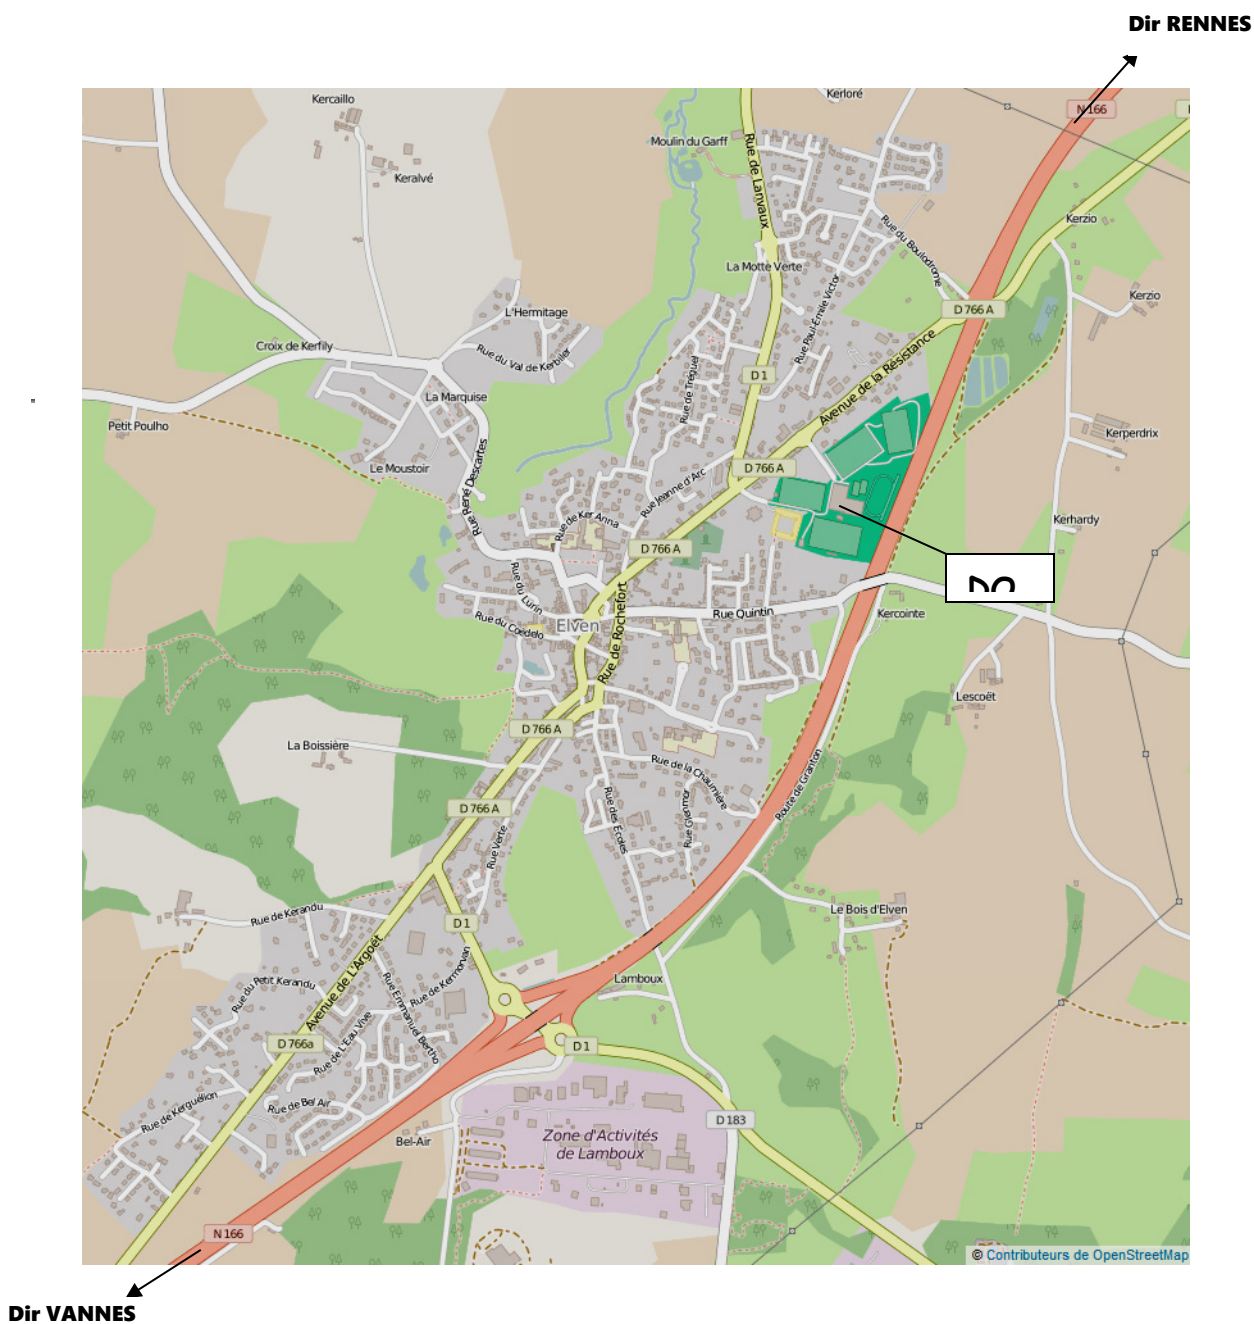 Dir RENNES
Kercaillo
Kerloré
N 166
Moulin du Garff
Rue de Lanvaux
Keralvé
Kerzio
Rue du Boulodrome
La Motte Verte
Kerzio
L'Hermitage
D 766 A
Rue Paul-Émile Victor
Croix de Kerfily
Rue du Val de Kerbiler
Avenue de la Résistance
Rue de Tréguel
D 1
La Marquise
Petit Poulho
Kerperdrix
Le Moustoir
Rue René Descartes
D 766 A
Rue Jeanne d'Arc
Rue de Ker Anna
Kerhardy
D 766 A
Rue du Lurin
Rue de Rochefort
Rue Quintin
Kercointe
Rue du Coedelo
Elven
Lescoët
D 766 A
La Boissière
Rue de la Chaumière
Route de Granton
D 766 A
Rue des Écoles
Rue Gvenmor
Rue Verte
Rue de Kerandu
Le Bois d'Elven
D 1
Avenue de L'Argoët
Rue de Kermorvan
Rue du Petit Kerandu
Rue Emmanuel Bertho
Lamboux
D 766a
Rue de L'Eau Vive
D 1
Rue de Kerguélion
Rue de Bel Air
D 183
Bel-Air
Zone d'Activités
de Lamboux
N 166
© Contributeurs de OpenStreetMap
Dir VANNES